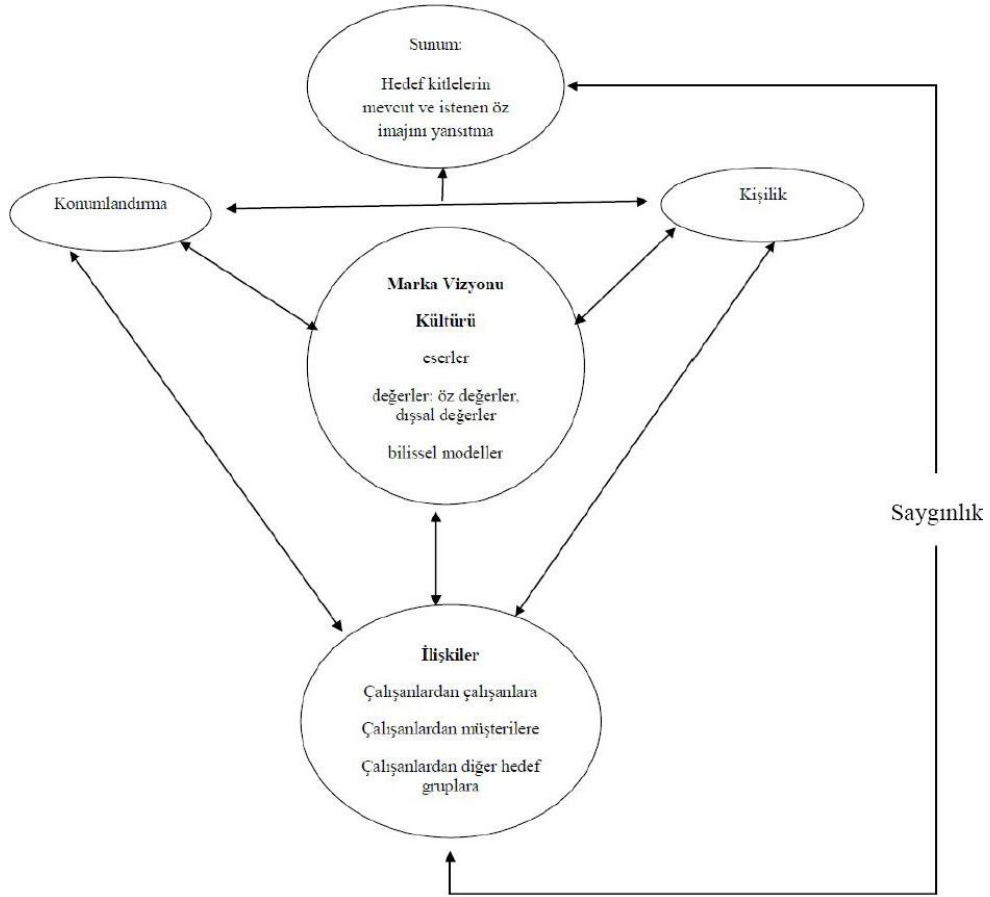 Sunum:
Hedef kitlelerin
mevcut ve istenen öz
imajını yansıtma
Konumlandırma
Kişilik
Marka Vizyonu
Kültürü
eserler
değerler: öz değerler,
dışsal değerler
bilissel modeller
Saygınlık
İlişkiler
Çalışanlardan çalışanlara
Çalışanlardan müşterilere
Çalışanlardan diğer hedef
gruplara